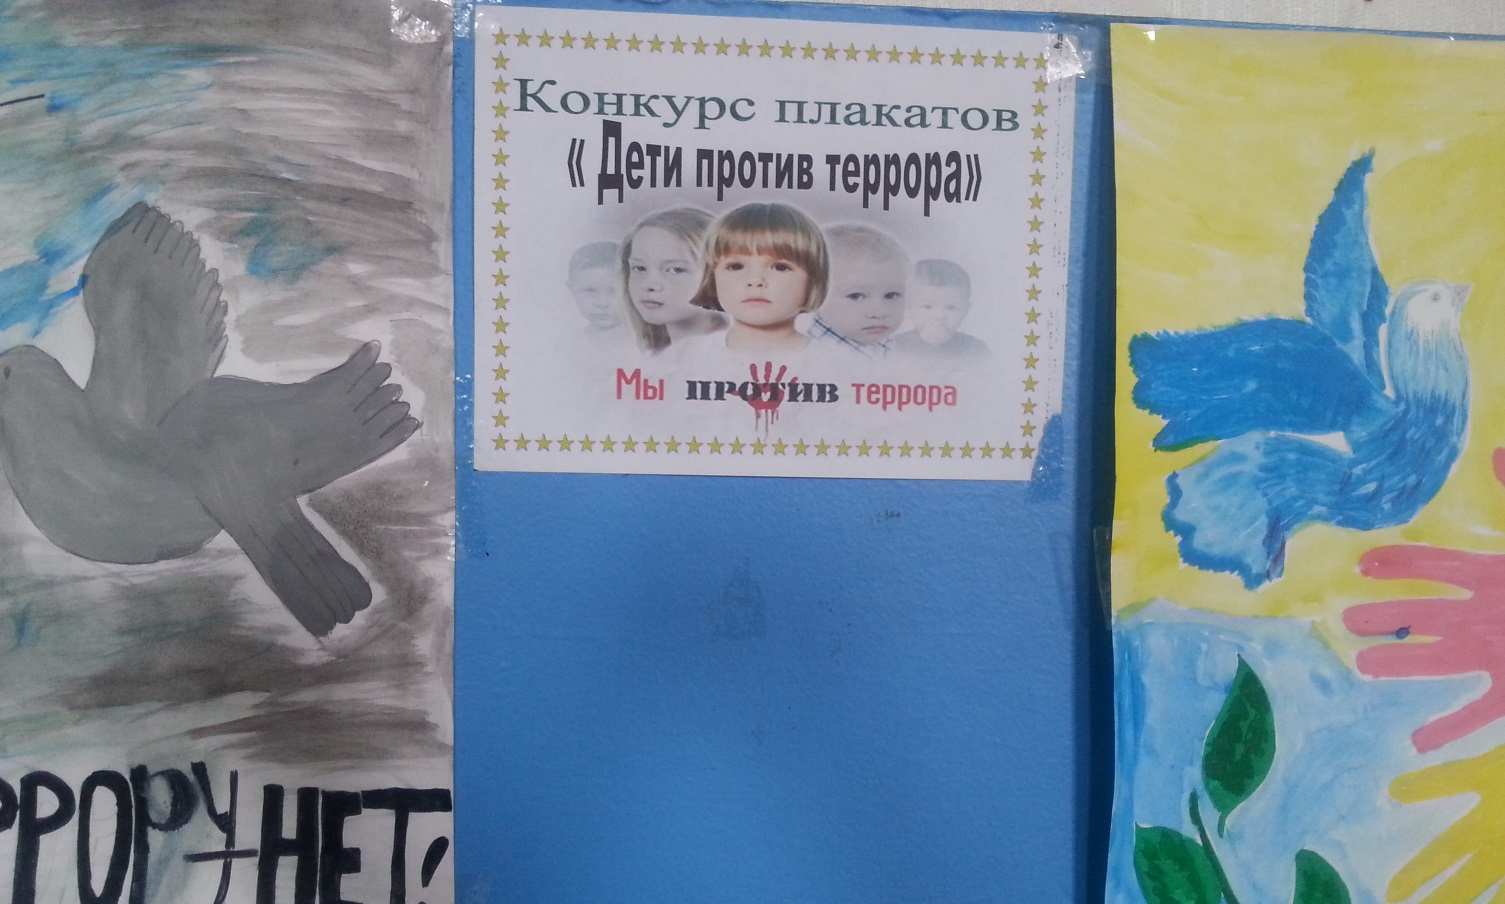 Конкурс плакатов
« Дети против террора»
Мы против террора
РРОРУ-НЕТ!